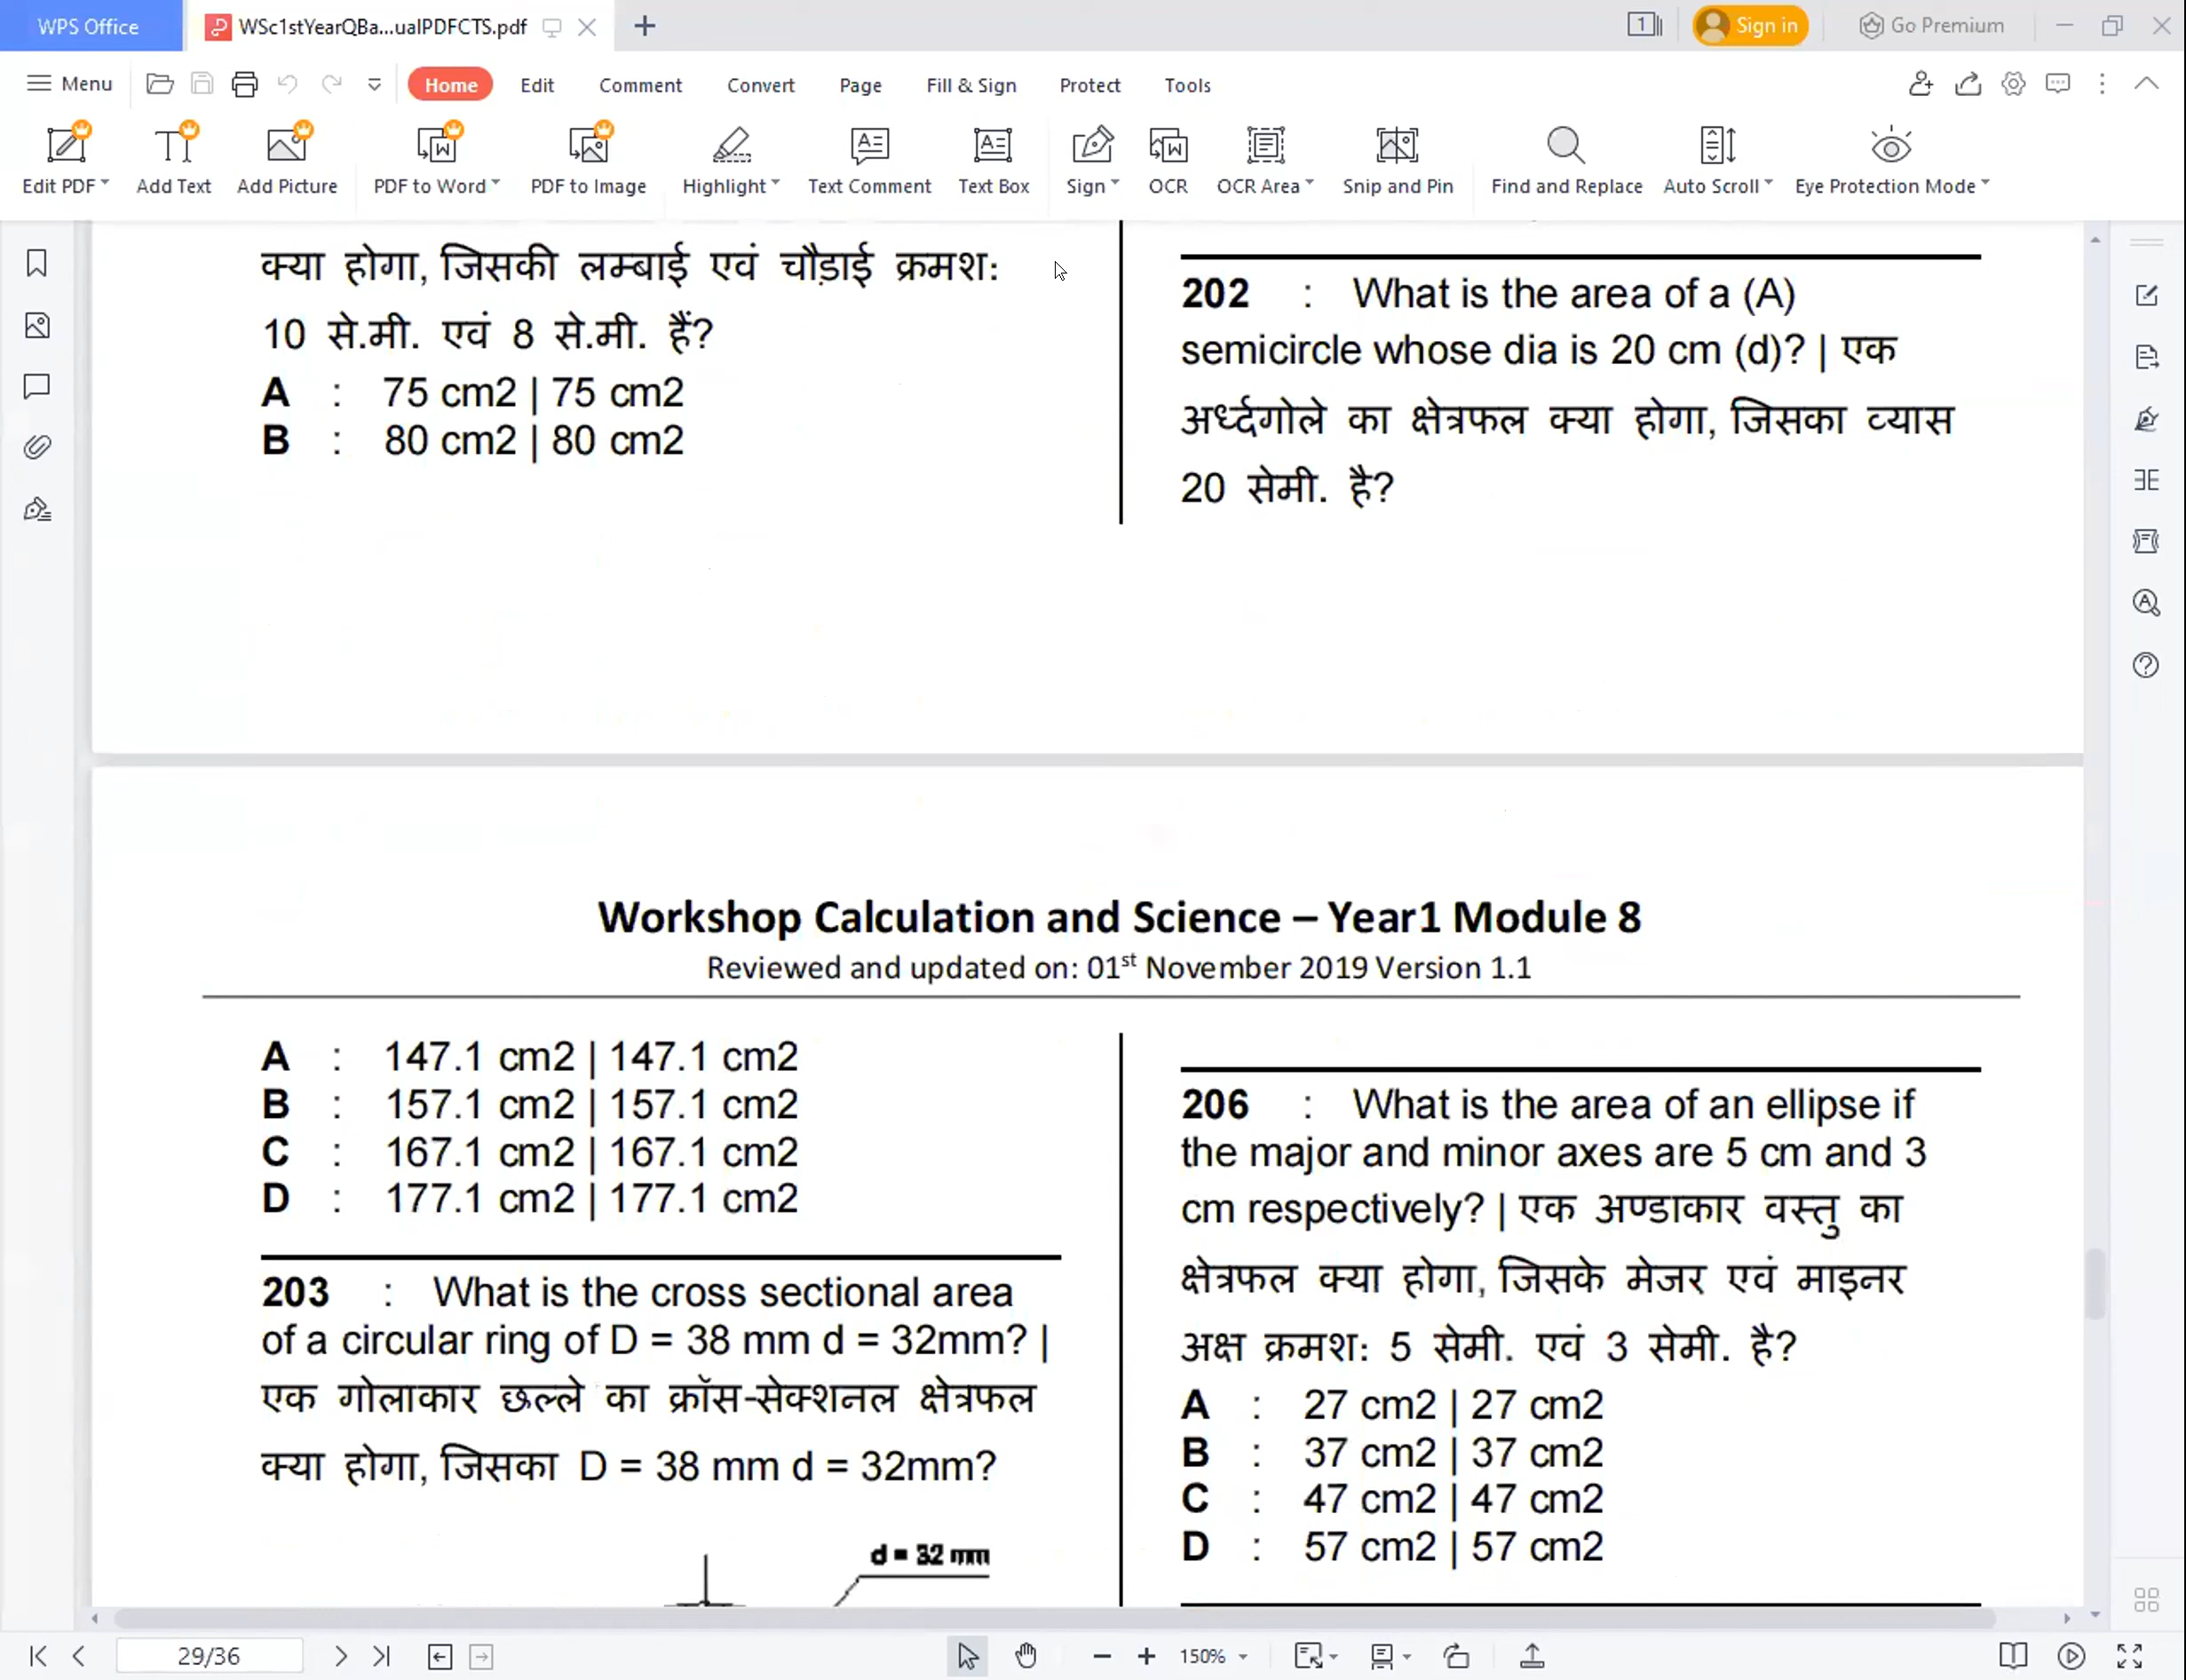 WPS Office
WSc1stYearQBa...ualPDFCTS.pdf
1
Sign in
Go Premium
Menu
Home
Edit
Comment
Convert
Page
Fill & Sign
Protect
Tools
Edit PDF
Add Text
Add Picture
PDF to Word
PDF to Image
Highlight
Text Comment
Text Box
Sign
OCR
OCR Area
Snip and Pin
Find and Replace
Auto Scroll
Eye Protection Mode
क्या होगा, जिसकी लम्बाई एवं चौड़ाई क्रमश:
10 से.मी. एवं 8 से.मी. हैं?
A : 75 cm2 | 75 cm2
B : 80 cm2 | 80 cm2
202 : What is the area of a (A)
semicircle whose dia is 20 cm (d)? | एक
अर्ध्दगोले का क्षेत्रफल क्या होगा, जिसका व्यास
20 सेमी. है?
Workshop Calculation and Science – Year1 Module 8
Reviewed and updated on: 01st November 2019 Version 1.1
A : 147.1 cm2 | 147.1 cm2
B : 157.1 cm2 | 157.1 cm2
C : 167.1 cm2 | 167.1 cm2
D : 177.1 cm2 | 177.1 cm2
203 : What is the cross sectional area
of a circular ring of D = 38 mm d = 32mm? |
एक गोलाकार छल्ले का क्रॉस-सेक्शनल क्षेत्रफल
क्या होगा, जिसका D = 38 mm d = 32mm?
d = 32 mm
206 : What is the area of an ellipse if
the major and minor axes are 5 cm and 3
cm respectively? | एक अण्डाकार वस्तु का
क्षेत्रफल क्या होगा, जिसके मेजर एवं माइनर
अक्ष क्रमश: 5 सेमी. एवं 3 सेमी. है?
A : 27 cm2 | 27 cm2
B : 37 cm2 | 37 cm2
C : 47 cm2 | 47 cm2
D : 57 cm2 | 57 cm2
29/36
150%